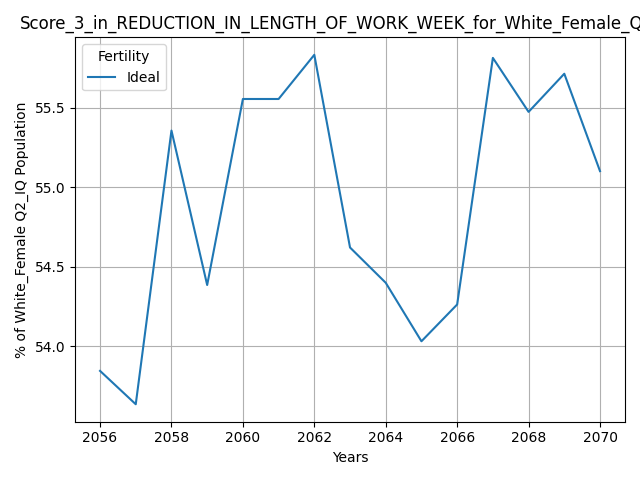 Score_3_in_REDUCTION_IN_LENGTH_OF_WORK_WEEK_for_White_Female_Q
Fertility
Ideal
% of White_Female Q2_IQ Population
55.5
55.0
54.5
54.0
2056 2058 2060 2062 2064 2066 2068 2070
Years